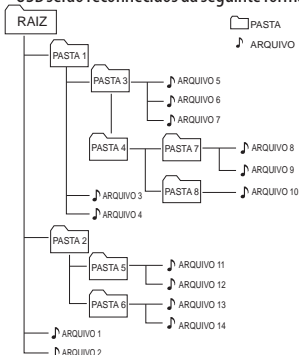 USB serão reconhecidos da seguinte forma
RAIZ
PASTA
ARQUIVO
PASTA 1
PASTA 3
ARQUIVO 5
ARQUIVO 6
ARQUIVO 7
PASTA 4
PASTA 7
ARQUIVO 8
ARQUIVO 9
PASTA 8
ARQUIVO 10
ARQUIVO 3
ARQUIVO 4
PASTA 2
PASTA 5
ARQUIVO 11
ARQUIVO 12
PASTA 6
ARQUIVO 13
ARQUIVO 14
ARQUIVO 1
ARQUIVO 2